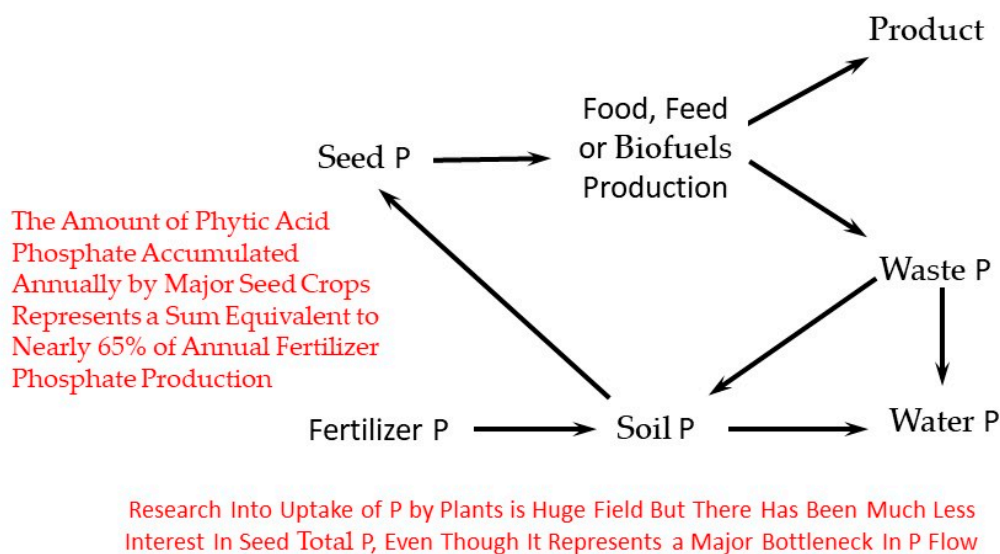 Product
Food, Feed
or Biofuels
Production
Seed P
The Amount of Phytic Acid
Phosphate Accumulated
Annually by Major Seed Crops
Represents a Sum Equivalent to
Nearly 65% of Annual Fertilizer
Phosphate Production
Waste P
Fertilizer P
Soil P
Water P
Research Into Uptake of P by Plants is Huge Field But There Has Been Much Less
Interest In Seed Total P, Even Though It Represents a Major Bottleneck In P Flow